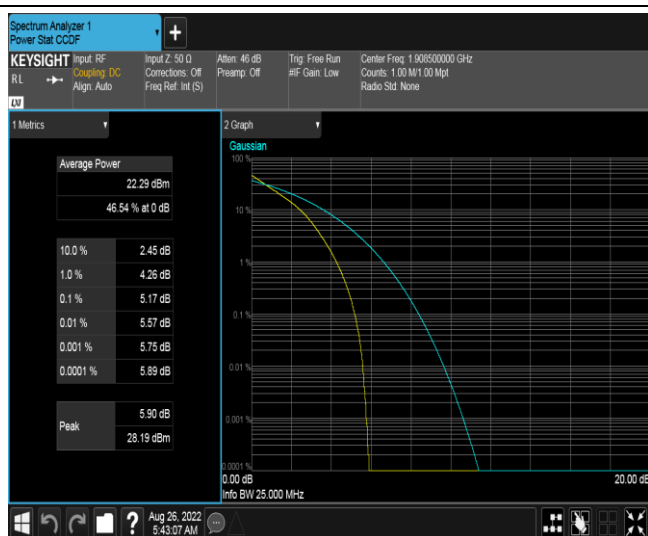 Spectrum Analyzer 1
Power Stat CCDF
+
KEYSIGHT
RL
LXI
Input: RF
Coupling: DC
Align: Auto
Input Z: 50 Ω
Corrections: Off
Freq Ref: Int (S)
Atten: 46 dB
Preamp: Off
Trig: Free Run
#IF Gain: Low
Center Freq: 1.908500000 GHz
Counts: 1.00 M/1.00 Mpt
Radio Std: None
1 Metrics
Average Power
22.29 dBm
46.54 % at 0 dB
10.0 % 2.45 dB
1.0 % 4.26 dB
0.1 % 5.17 dB
0.01 % 5.57 dB
0.001 % 5.75 dB
0.0001 % 5.89 dB
Peak
5.90 dB
28.19 dBm
2 Graph
Gaussian
100 %
10 %
1 %
0.1 %
0.01 %
0.001 %
0.0001 %
0.00 dB 20.00 dB
Info BW 25.000 MHz
?
Aug 26, 2022
5:43:07 AM